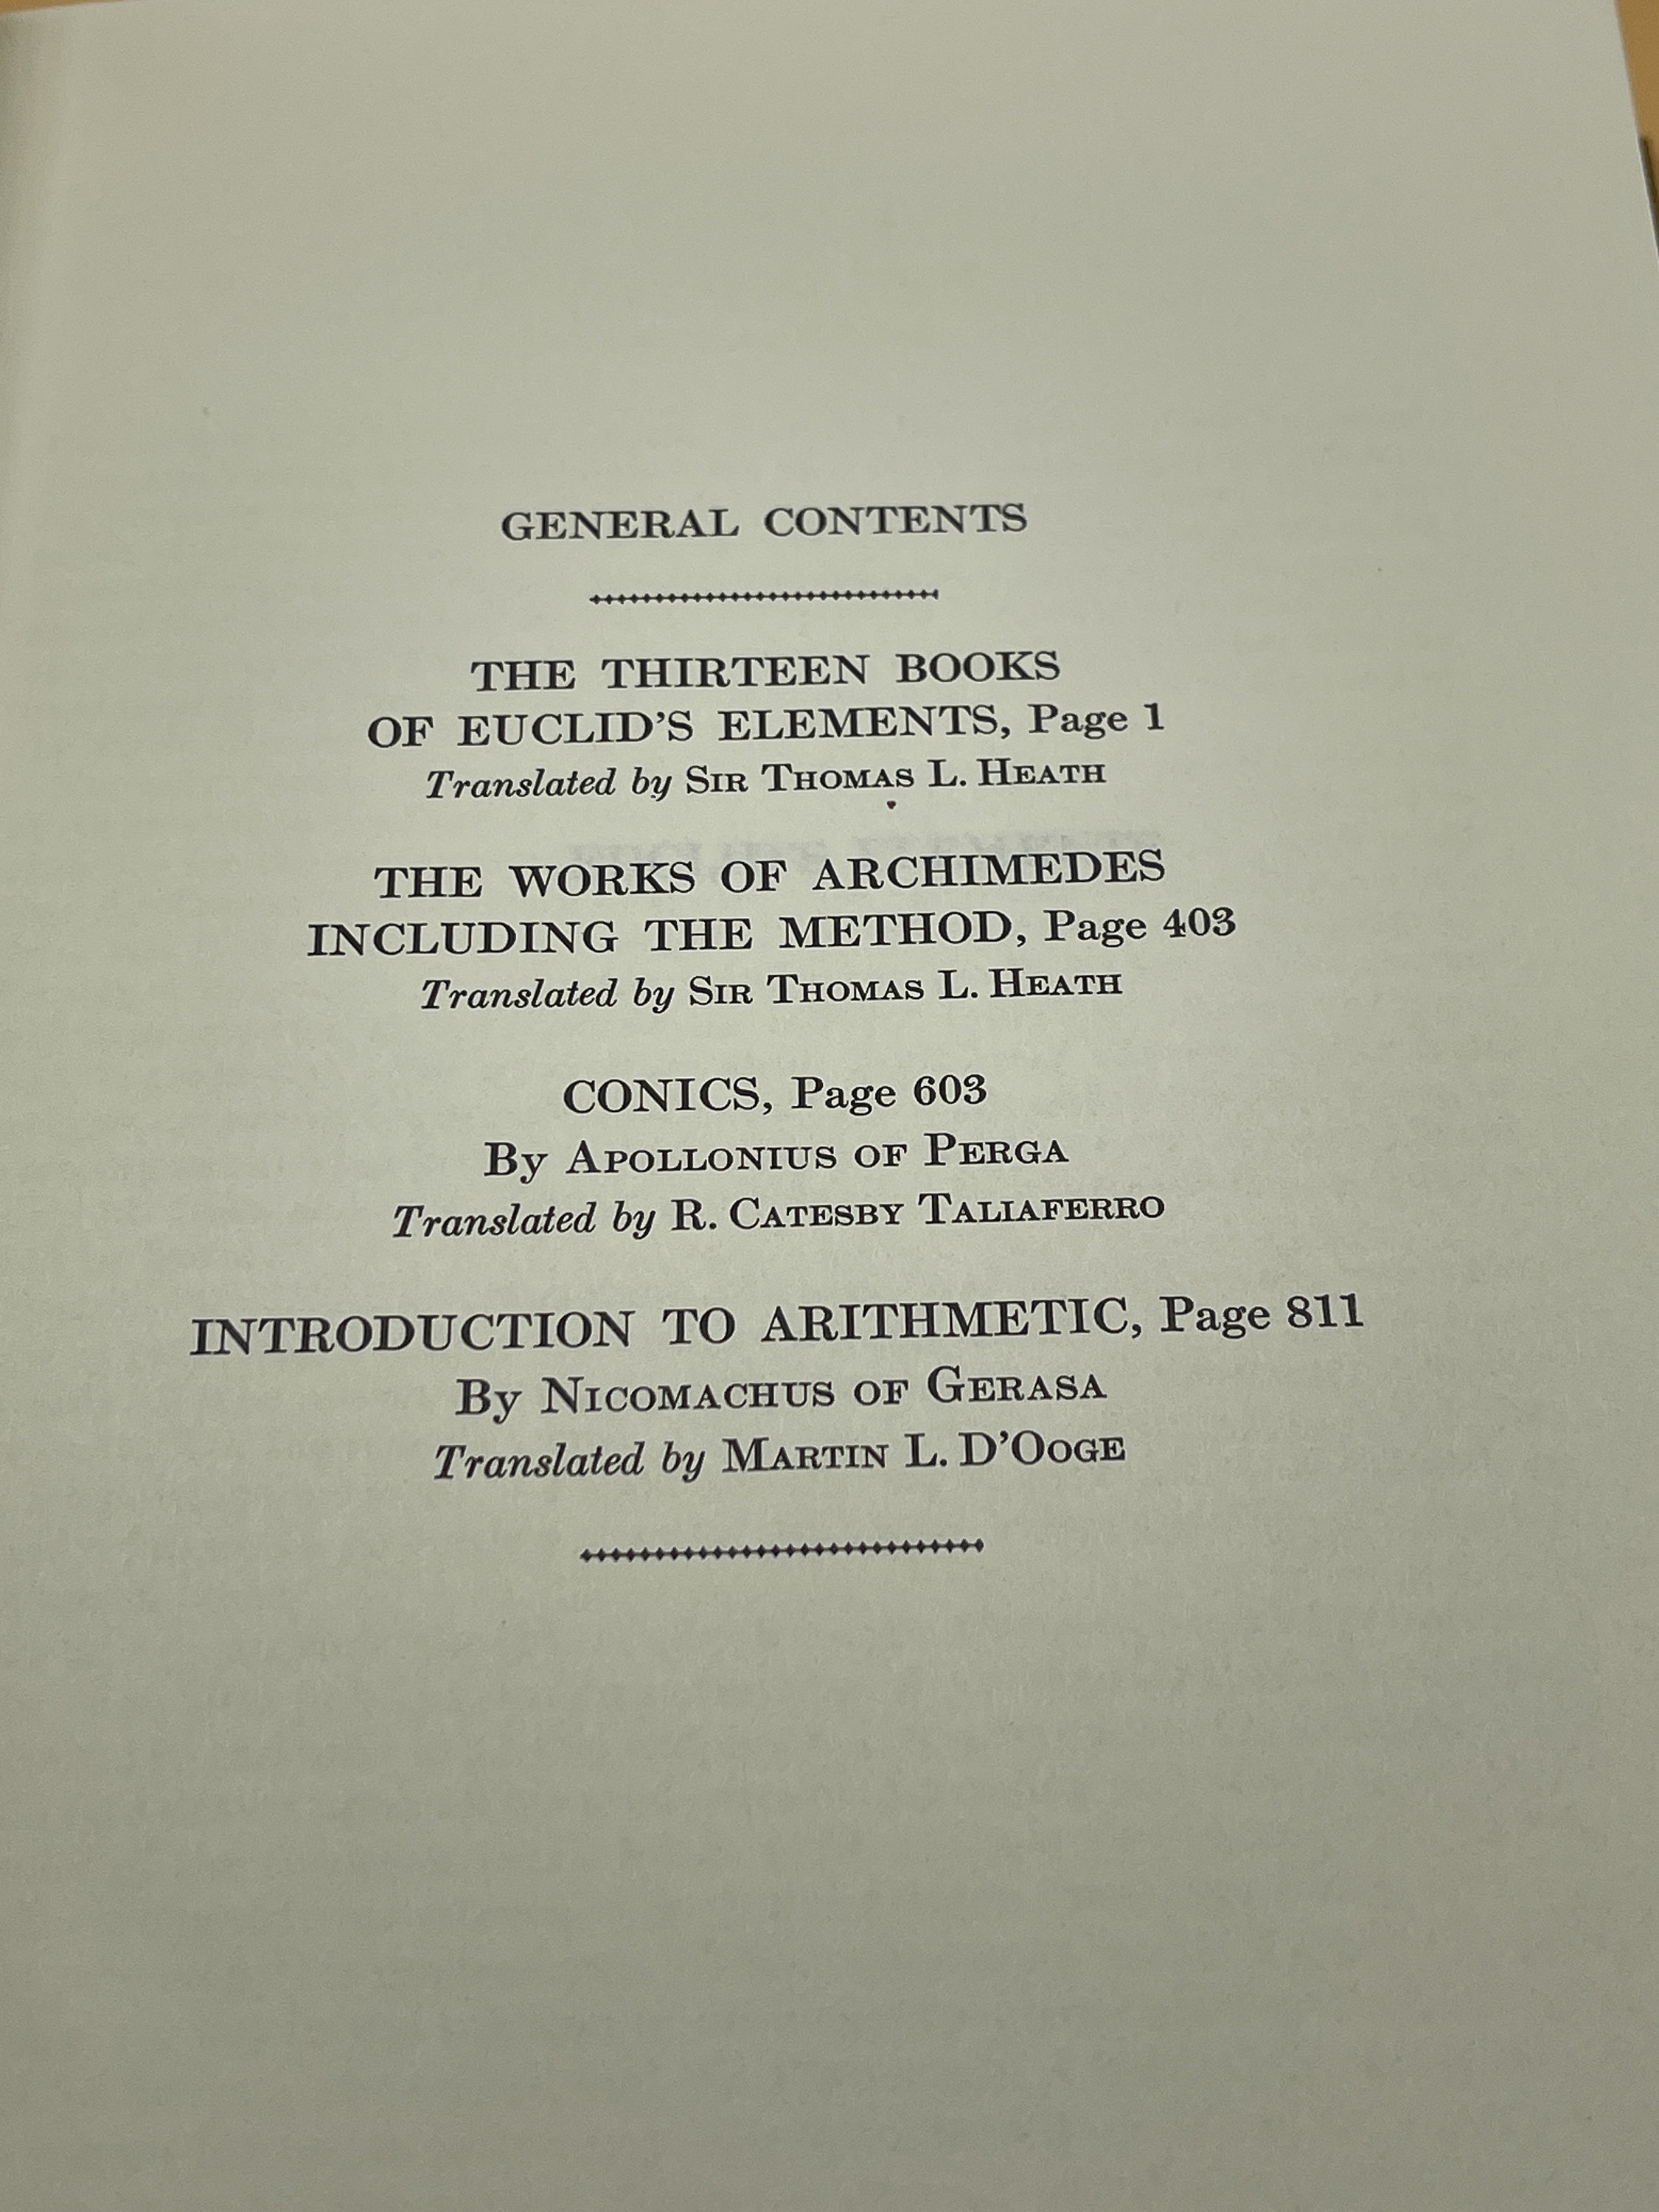 GENERAL CONTENTS
THE THIRTEEN BOOKS
OF EUCLID'S ELEMENTS, Page 1
Translated by SIR THOMAS L. HEATH
THE WORKS OF ARCHIMEDES
INCLUDING THE METHOD, Page 403
Translated by SIR THOMAS L. HEATH
CONICS, Page 603
By APOLLONIUS OF PERGA
Translated by R. CATESBY TALIAFERRO
INTRODUCTION TO ARITHMETIC, Page 811
By NICOMACHUS OF GERASA
Translated by MARTIN L. D'OOGE